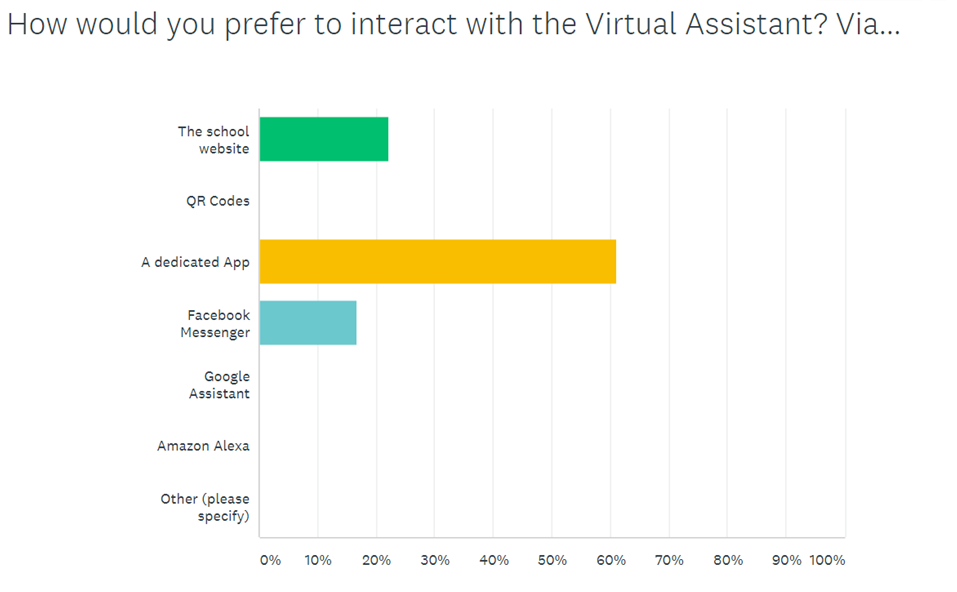 How would you prefer to interact with the Virtual Assistant? Via...
The school
website
QR Codes
A dedicated App
Facebook
Messenger
Google
Assistant
Amazon Alexa
Other (please
specify)
0% 10% 20% 30% 40% 50% 60% 70% 80% 90% 100%